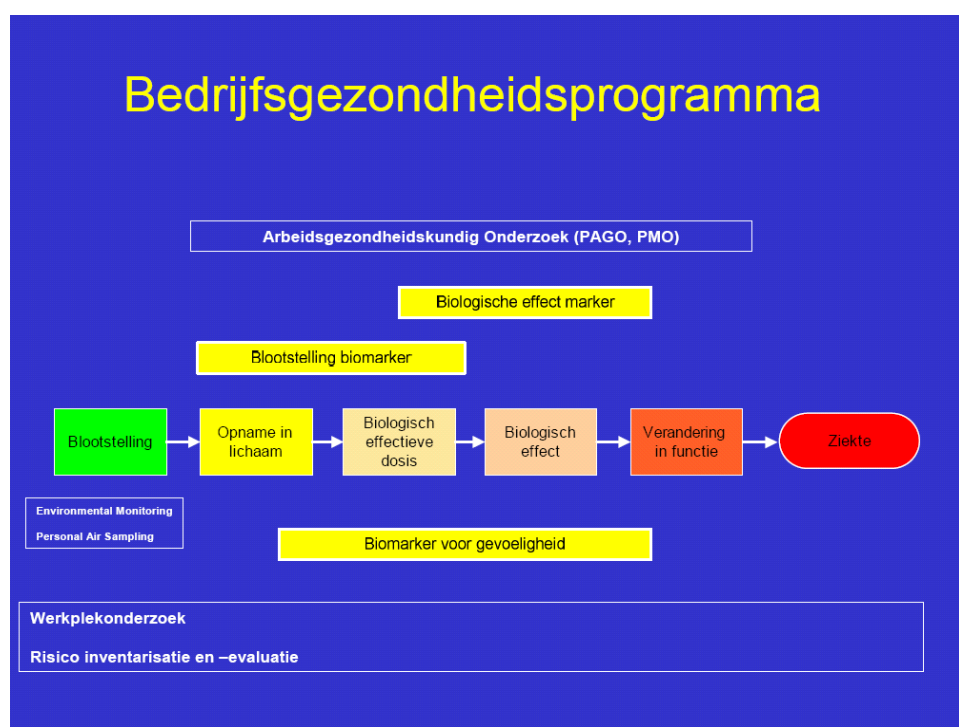 Bedrijfsgezondheidsprogramma
Arbeidsgezondheidskundig Onderzoek (PAGO, PMO)
Biologische effect marker
Blootstelling biomarker
Blootstelling
Opname in
lichaam
Biologisch
effectieve
dosis
Biologisch
effect
Verandering
in functie
Ziekte
Environmental Monitoring
Personal Air Sampling
Biomarker voor gevoeligheid
Werkplekonderzoek
Risico inventarisatie en –evaluatie